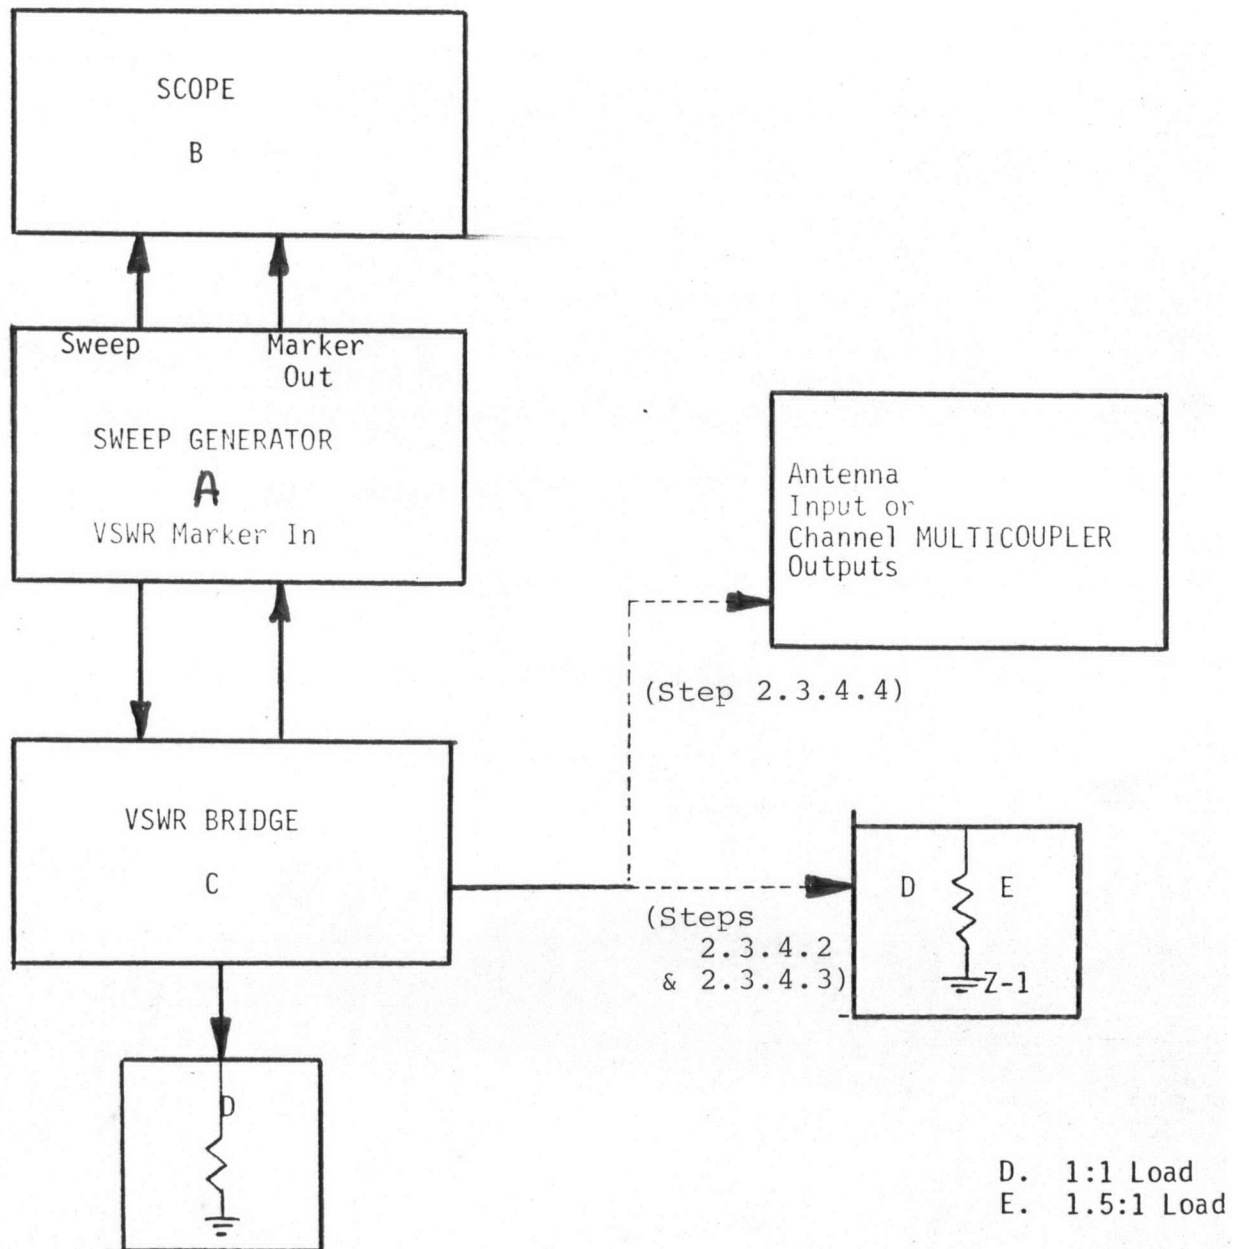 SCOPE
B
Sweep Marker
Out
SWEEP GENERATOR
A
VSWR Marker In
Antenna
Input or
Channel MULTICOUPLER
Outputs
(Step 2.3.4.4)
VSWR BRIDGE
C
D E
Z-1
(Steps
2.3.4.2
& 2.3.4.3)
D
D. 1:1 Load
E. 1.5:1 Load